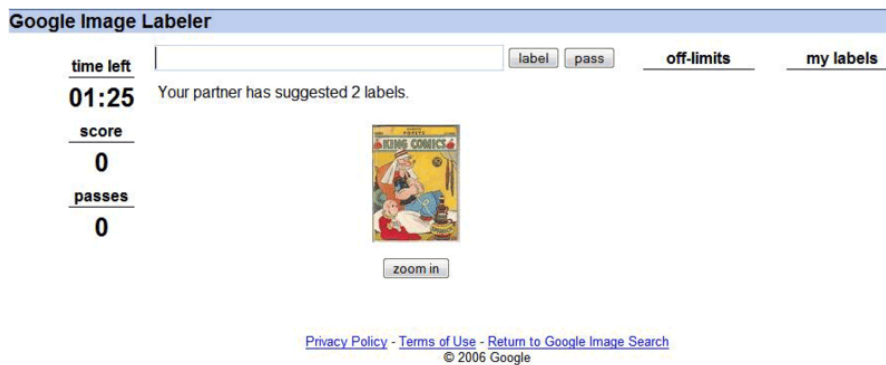 Google Image Labeler
label pass off-limits my labels
time left
01:25
Your partner has suggested 2 labels.
score
0
passes
0
POPEYE
KING COMICS
zoom in
Privacy Policy - Terms of Use - Return to Google Image Search
© 2006 Google